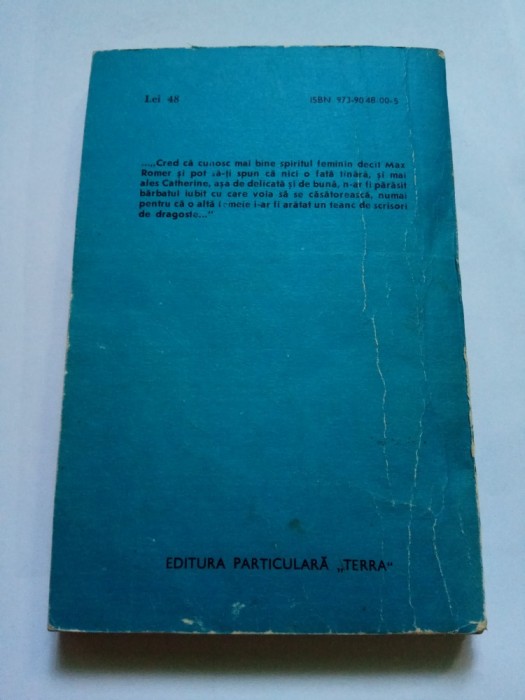 Lei 48
ISBN 973-90.48.00-5
...,,Cred că cunosc mai bine spiritul feminin decît Max
Romer și pot să-ți spun că nici o fată tînără, și mai
ales Catherine, așa de delicată și de bună, n-ar fi părăsit
bărbatul iubit cu care voia să se căsătorească, numai
pentru că o altă femeie i-ar fi arătat un teanc de scrisori
de dragoste..."
EDITURA PARTICULARĂ „TERRA"